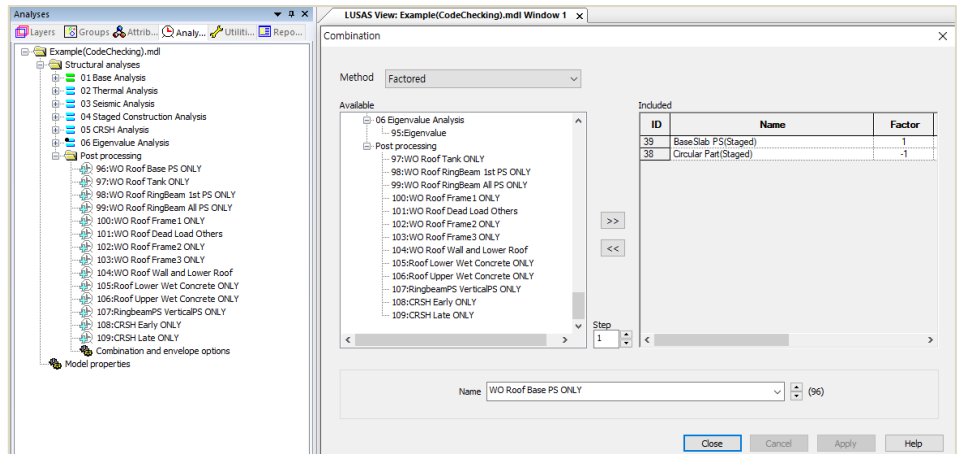 Analyses
Layers Groups Attrib... Analy... Utiliti... Repo...
Example(CodeChecking).mdl
Structural analyses
01 Base Analysis
02 Thermal Analysis
03 Seismic Analysis
04 Staged Construction Analysis
05 CRSH Analysis
06 Eigenvalue Analysis
Post processing
96:WO Roof Base PS ONLY
97:WO Roof Tank ONLY
98:WO Roof RingBeam 1st PS ONLY
99:WO Roof RingBeam All PS ONLY
100:WO Roof Frame1 ONLY
101:WO Roof Dead Load Others
102:WO Roof Frame2 ONLY
103:WO Roof Frame3 ONLY
104:WO Roof Wall and Lower Roof
105:Roof Lower Wet Concrete ONLY
106:Roof Upper Wet Concrete ONLY
107:RingbeamPS VerticalPS ONLY
108:CRSH Early ONLY
109:CRSH Late ONLY
Combination and envelope options
Model properties
LUSAS View: Example(CodeChecking).mdl Window 1 x
Combination
Method Factored
Available
06 Eigenvalue Analysis
95:Eigenvalue
Post processing
97:WO Roof Tank ONLY
98:WO Roof RingBeam 1st PS ONLY
99:WO Roof RingBeam All PS ONLY
100:WO Roof Frame1 ONLY
101:WO Roof Dead Load Others
102:WO Roof Frame2 ONLY
103:WO Roof Frame3 ONLY
104:WO Roof Wall and Lower Roof
105:Roof Lower Wet Concrete ONLY
106:Roof Upper Wet Concrete ONLY
107:RingbeamPS VerticalPS ONLY
108:CRSH Early ONLY
109:CRSH Late ONLY
>>
<<
Step
1
Included
ID Name Factor
39 BaseSlab PS(Staged) 1
38 Circular Part(Staged) -1
Name WO Roof Base PS ONLY (96)
Close Cancel Apply Help